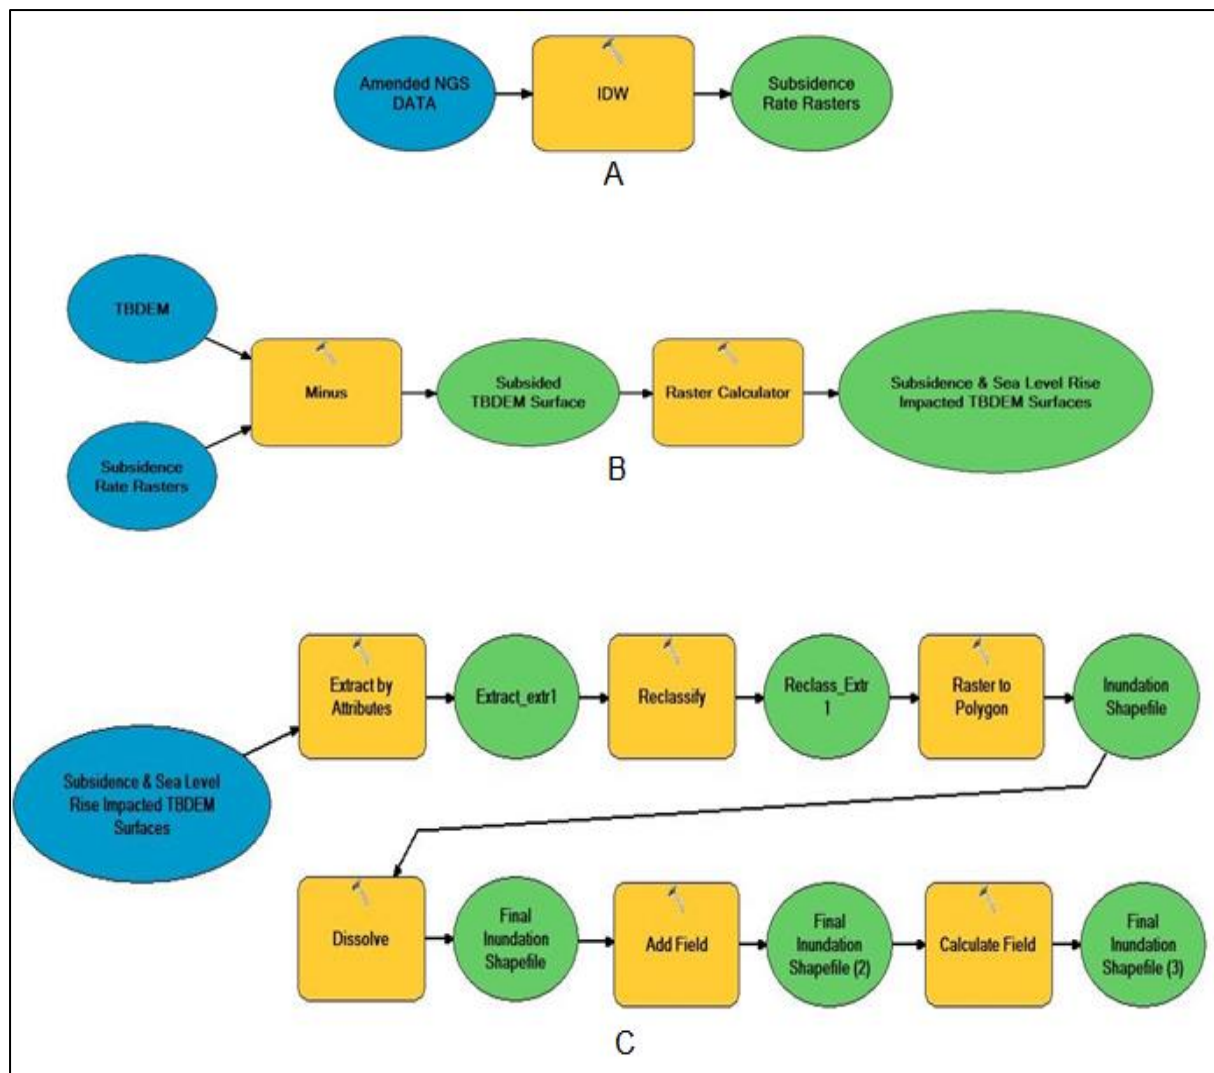 Amended NGS
DATA
IDW
Subsidence
Rate Rasters
A
TBDEM
Subsidence
Rate Rasters
Minus
Subsided
TBDEM Surface
Raster Calculator
Subsidence & Sea Level Rise
Impacted TBDEM Surfaces
B
Subsidence & Sea Level
Rise Impacted TBDEM
Surfaces
Extract by
Attributes
Extract_extr1
Reclassify
Reclass_Extr
1
Raster to
Polygon
Inundation
Shapefile
Dissolve
Final
Inundation
Shapefile
Add Field
Final
Inundation
Shapefile (2)
Calculate Field
Final
Inundation
Shapefile (3)
C